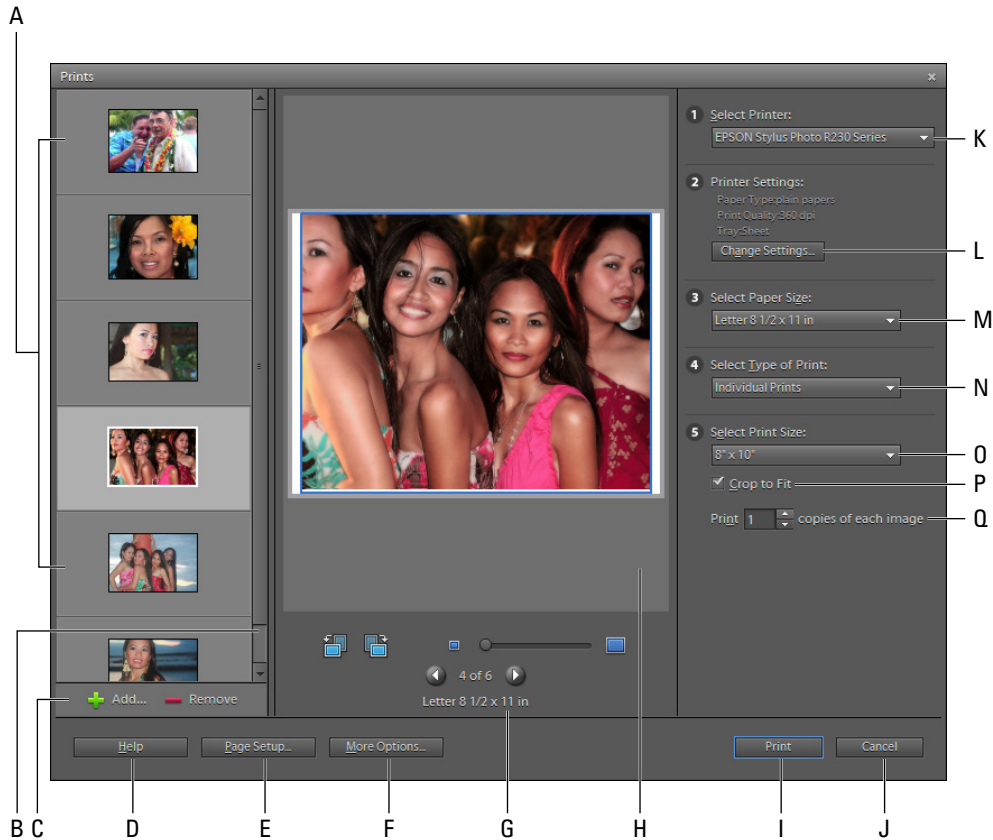 A
Prints
1 Select Printer:
EPSON Stylus Photo R230 Series
K
2 Printer Settings:
Paper Type:plain papers
Print Quality:360 dpi
Tray:Sheet
Change Settings...
L
3 Select Paper Size:
Letter 8 1/2 x 11 in
M
4 Select Type of Print:
Individual Prints
N
5 Select Print Size:
8" x 10"
O
Crop to Fit
P
Print 1 copies of each image
Q
4 of 6
Letter 8 1/2 x 11 in
Add... Remove
Help Page Setup... More Options... Print Cancel
B C D E F G H I J